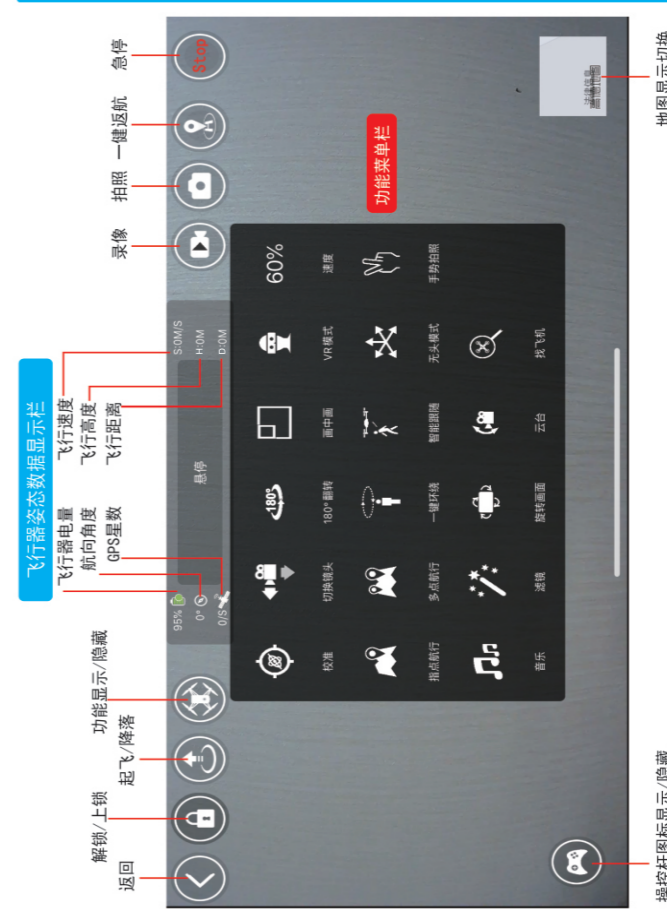 飞行器姿态数据显示栏
返回
解锁/上锁
起飞/降落
功能显示/隐藏
飞行器电量
航向角度
GPS星数
飞行速度
飞行高度
飞行距离
录像
拍照
一健返航
急停
95%
0°
0/S
悬停
S:0M/S
H:0M
D:0M
Stop
校准
切换镜头
180°
180°翻转
画中画
VR模式
60%
速度
功能菜单栏
指点航行
多点航行
一键环绕
智能跟随
无头模式
手势拍照
音乐
滤镜
旋转画面
云台
找飞机
法律信息
操控杆图标显示/隐藏
地图显示切换